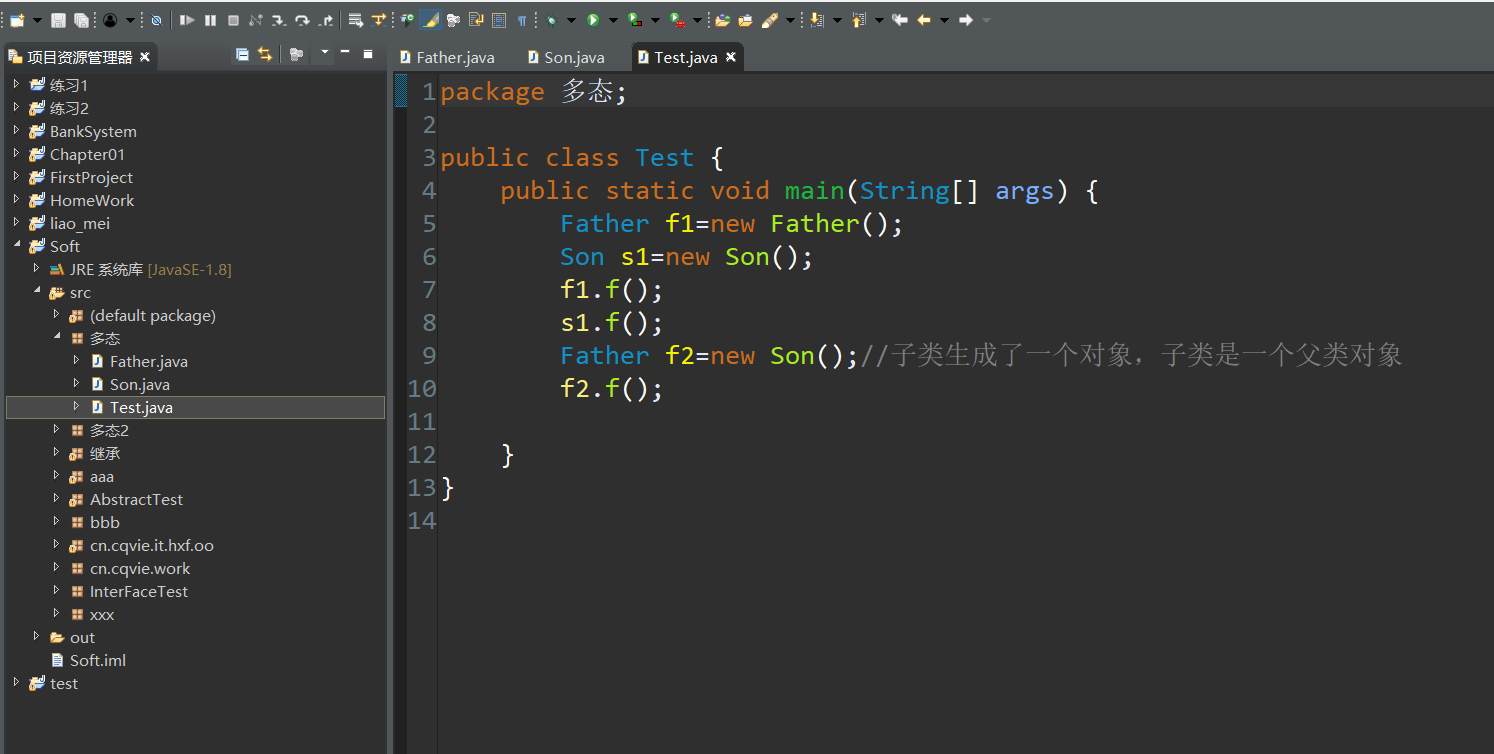 项目资源管理器
练习1
练习2
BankSystem
Chapter01
FirstProject
HomeWork
liao_mei
Soft
JRE 系统库 [JavaSE-1.8]
src
(default package)
多态
Father.java
Son.java
Test.java
多态2
继承
aaa
AbstractTest
bbb
cn.cqvie.it.hxf.oo
cn.cqvie.work
InterFaceTest
xxx
out
Soft.iml
test
Father.java
Son.java
Test.java
1 package 多态;
2
3 public class Test {
4 public static void main(String[] args) {
5 Father f1=new Father();
6 Son s1=new Son();
7 f1.f();
8 s1.f();
9 Father f2=new Son();//子类生成了一个对象，子类是一个父类对象
10 f2.f();
11
12 }
13 }
14